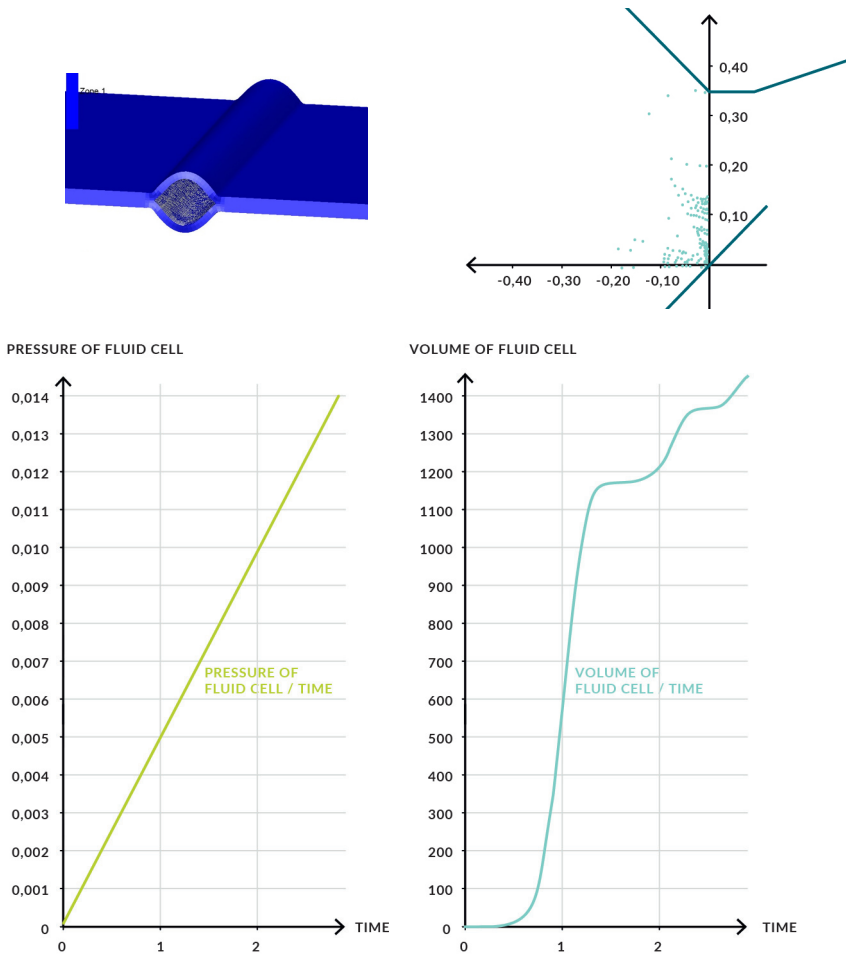 Zone 1
0,40
0,30
0,20
0,10
-0,40 -0,30 -0,20 -0,10
PRESSURE OF FLUID CELL
0,014
0,013
0,012
0,011
0,010
0,009
0,008
0,007
0,006
0,005
0,004
0,003
0,002
0,001
0
PRESSURE OF
FLUID CELL / TIME
0 1 2
TIME
VOLUME OF FLUID CELL
1400
1300
1200
1100
1000
900
800
700
600
500
400
300
200
100
0
VOLUME OF
FLUID CELL / TIME
0 1 2
TIME